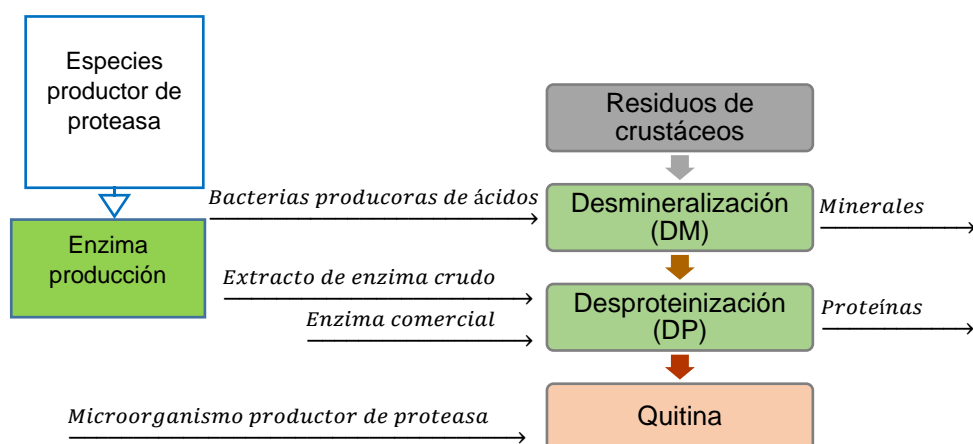 Especies
productor de
proteasa
Residuos de
crustáceos
Bacterias producoras de ácidos
Desmineralización
(DM)
Minerales
Enzima
producción
Extracto de enzima crudo
Enzima comercial
Desproteinización
(DP)
Proteínas
Microorganismo productor de proteasa
Quitina